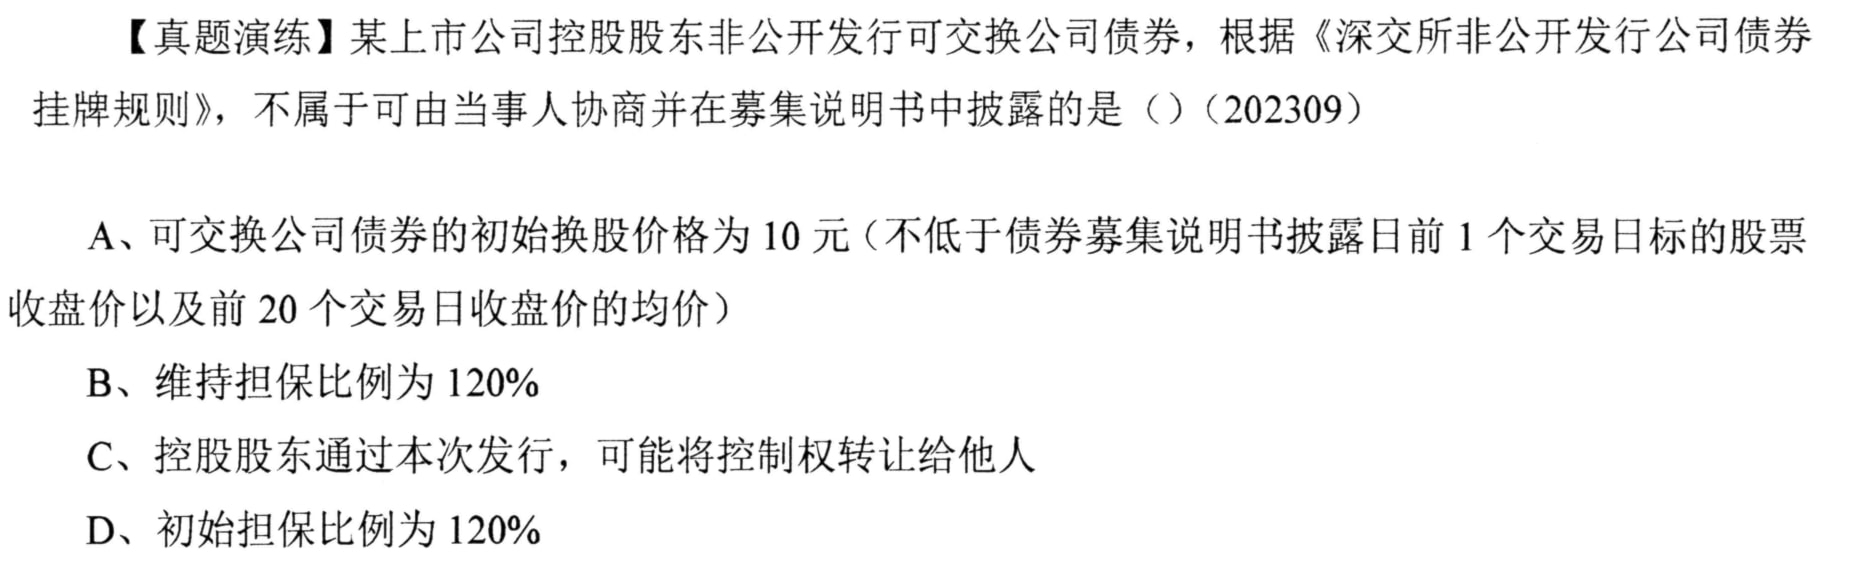 【真题演练】某上市公司控股股东非公开发行可交换公司债券，根据《深交所非公开发行公司债券
挂牌规则》，不属于可由当事人协商并在募集说明书中披露的是（）（202309）
A、可交换公司债券的初始换股价格为 10 元（不低于债券募集说明书披露日前 1 个交易日标的股票
收盘价以及前 20 个交易日收盘价的均价）
B、维持担保比例为 120%
C、控股股东通过本次发行，可能将控制权转让给他人
D、初始担保比例为 120%